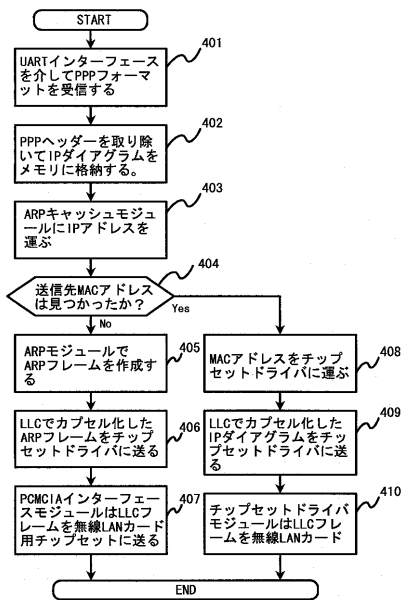 START
401
UARTインターフェース
を介してPPPフォーマ
ットを受信する
402
PPPヘッダーを取り除
いてIPダイアグラムを
メモリに格納する。
403
ARPキャッシュモジュ
ールにIPアドレスを
運ぶ
404
送信先MACアドレス
は見つかったか？
Yes
No
ARPモジュールで
ARPフレームを作成す
る
405
LLCでカプセル化した
ARPフレームをチップ
セットドライバに送る
406
PCMCIAインターフェー
スモジュールはLLCフ
レームを無線LANカード
用チップセットに送る
407
MACアドレスをチップ
セットドライバに運ぶ
408
LLCでカプセル化した
IPダイアグラムをチッ
プセットドライバに送
る
409
チップセットドライバ
モジュールはLLCフレ
ームを無線LANカード
410
END